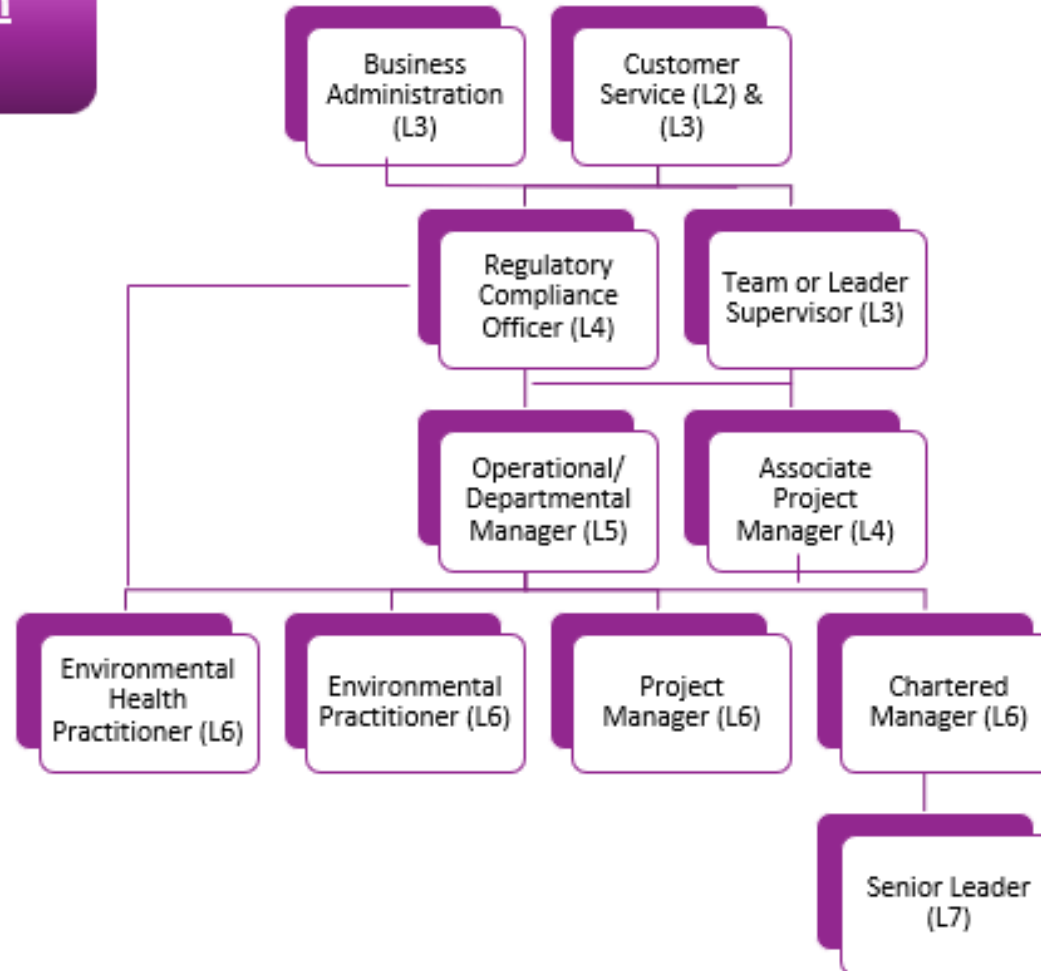 Business
Administration
(L3)
Customer
Service (L2) &
(L3)
Regulatory
Compliance
Officer (L4)
Team or Leader
Supervisor (L3)
Operational/
Departmental
Manager (L5)
Associate
Project
Manager (L4)
Environmental
Health
Practitioner (L6)
Environmental
Practitioner (L6)
Project
Manager (L6)
Chartered
Manager (L6)
Senior Leader
(L7)